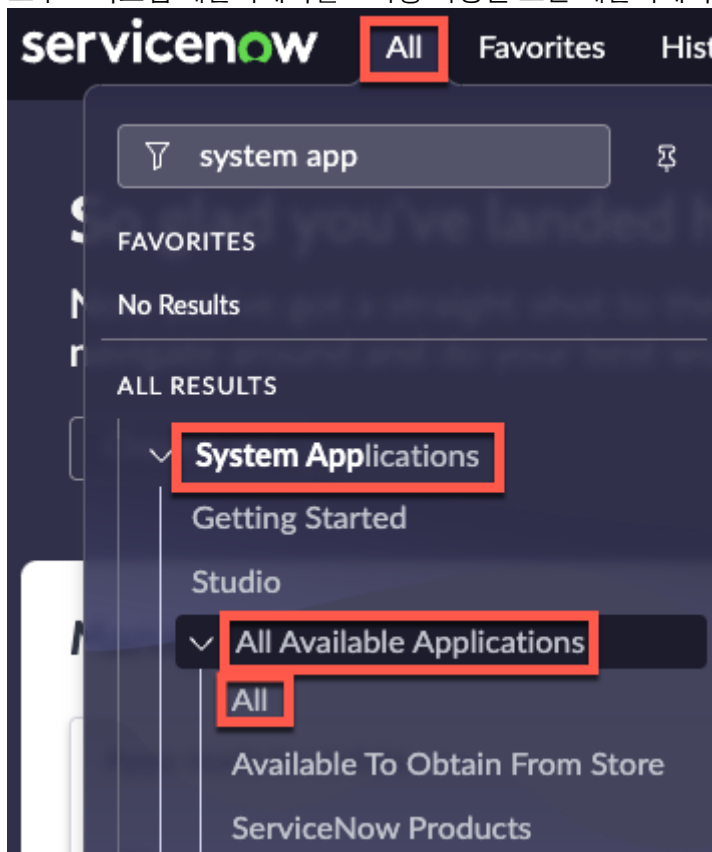 servicenow All Favorites Hist
system app
FAVORITES
No Results
ALL RESULTS
System Applications
Getting Started
Studio
All Available Applications
All
Available To Obtain From Store
ServiceNow Products